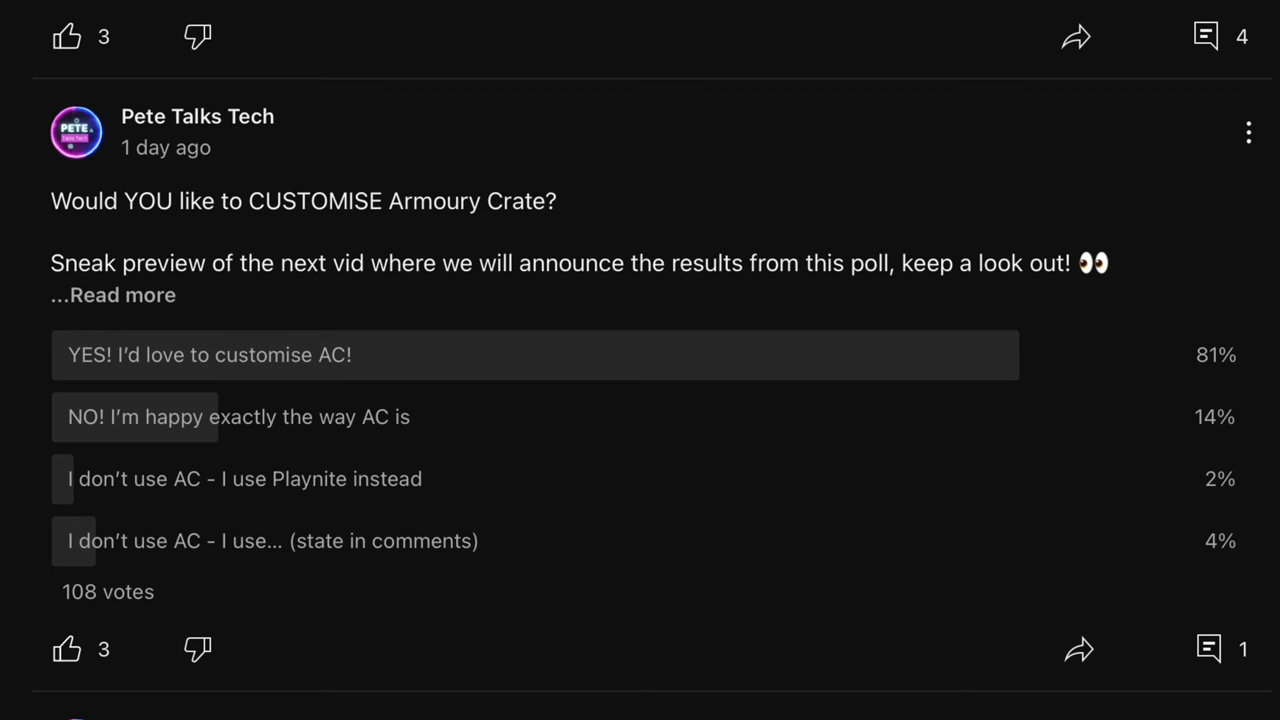 3
4
PETE
Talks Tech
Pete Talks Tech
1 day ago
Would YOU like to CUSTOMISE Armoury Crate?
Sneak preview of the next vid where we will announce the results from this poll, keep a look out! 👀
...Read more
YES! I’d love to customise AC!
81%
NO! I’m happy exactly the way AC is
14%
I don’t use AC - I use Playnite instead
2%
I don’t use AC - I use... (state in comments)
4%
108 votes
3
1